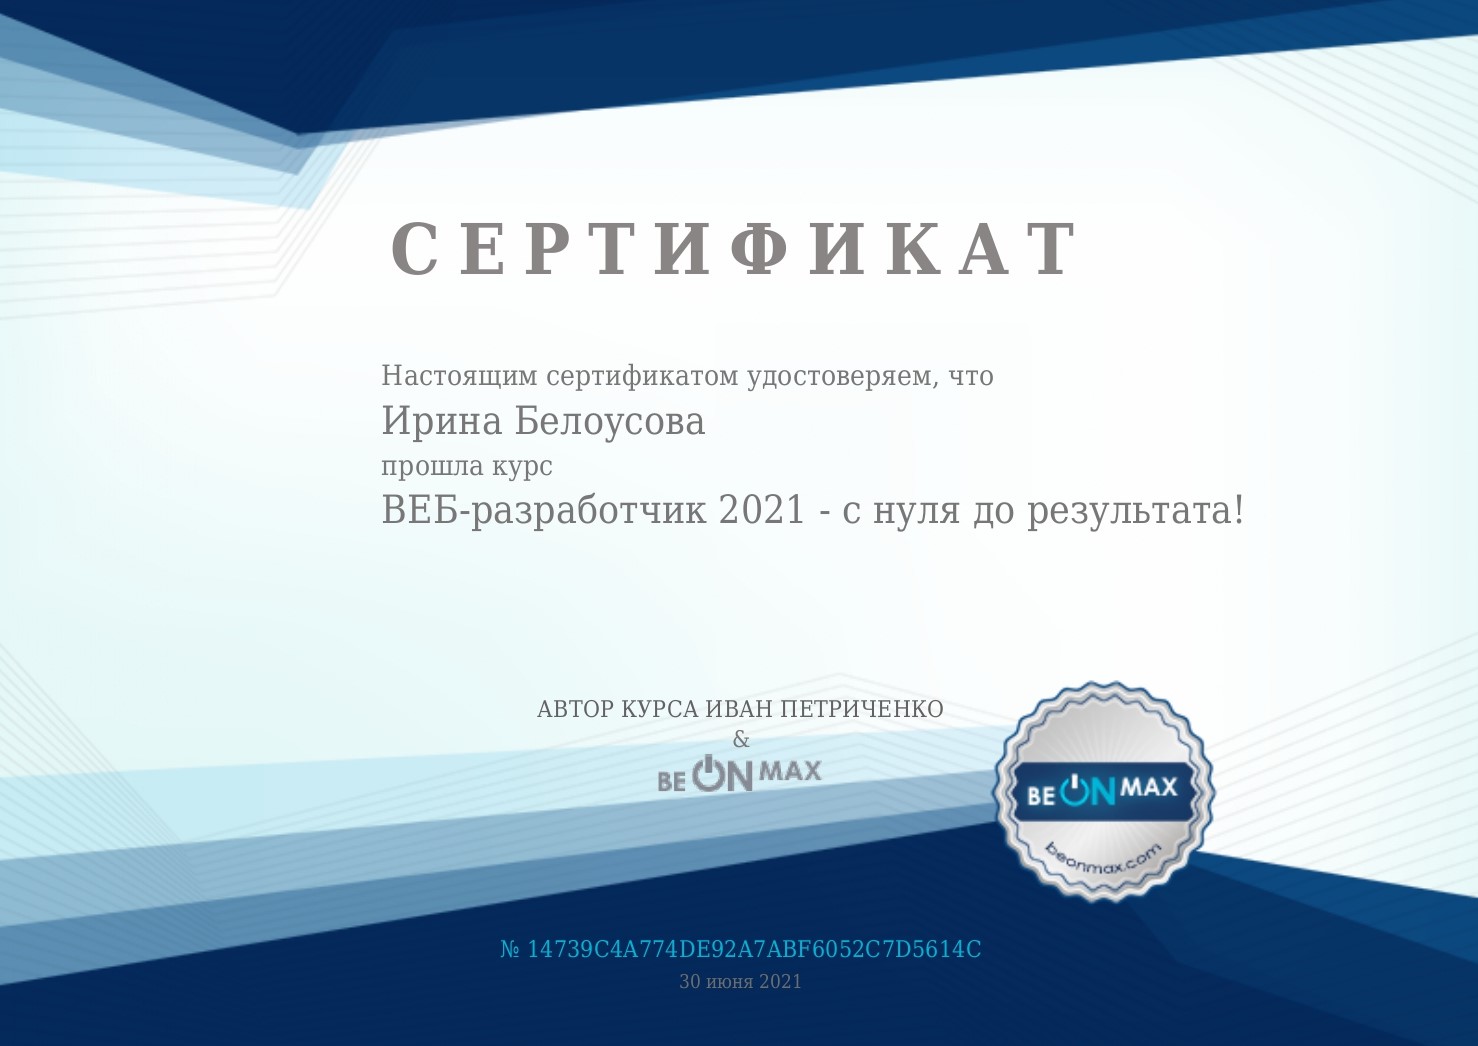 СЕРТИФИКАТ
Настоящим сертификатом удостоверяем, что
Ирина Белоусова
прошла курс
ВЕБ-разработчик 2021 - с нуля до результата!
АВТОР КУРСА ИВАН ПЕТРИЧЕНКО
&
BE ON MAX
BE ON MAX
beonmax.com
№ 14739C4A774DE92A7ABF6052C7D5614C
30 июня 2021